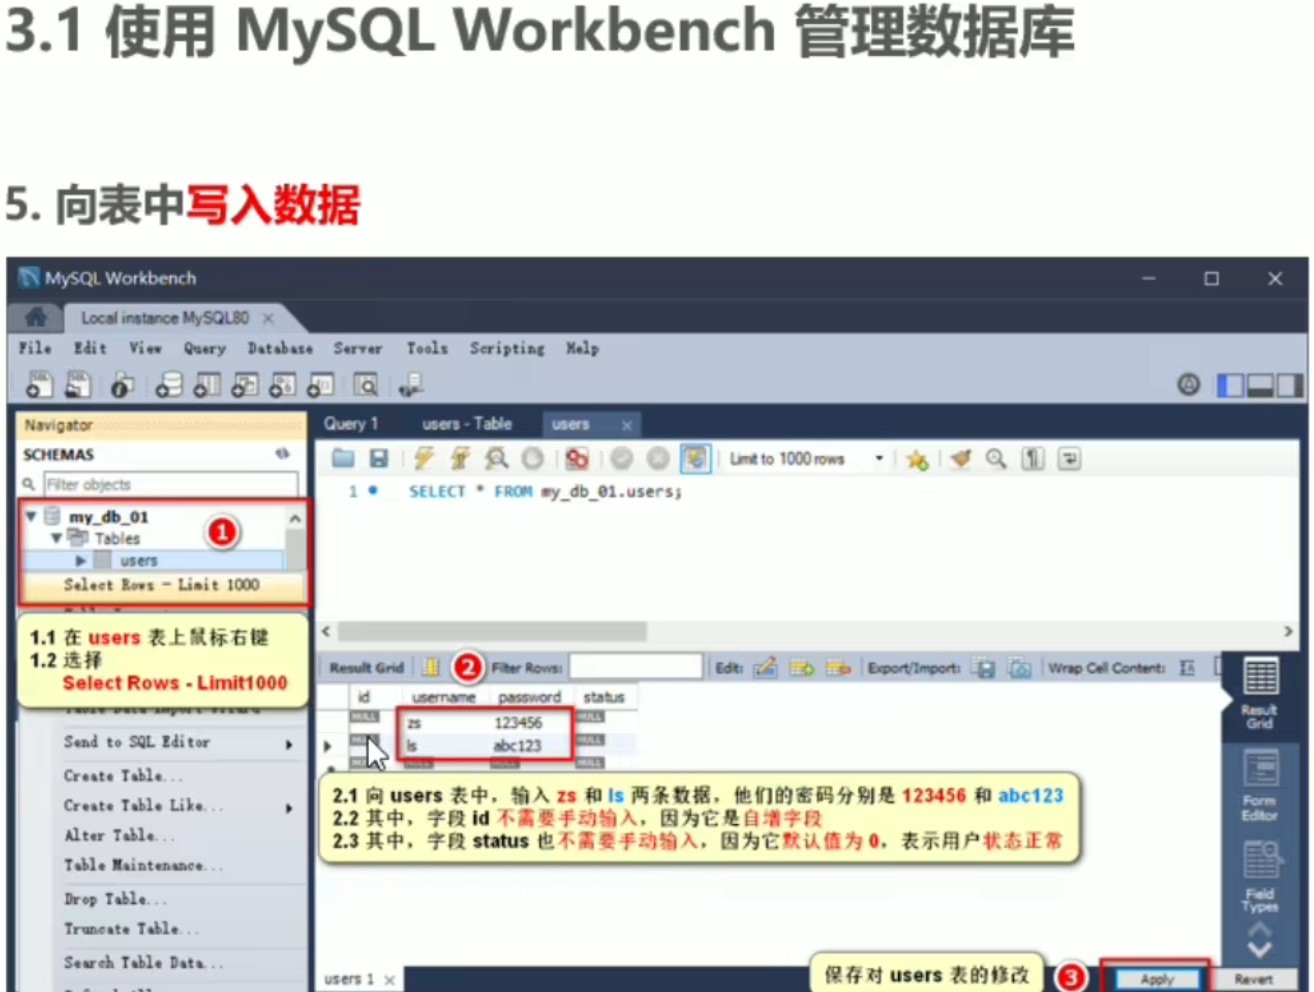 3.1 使用 MySQL Workbench 管理数据库
5. 向表中写入数据
MySQL Workbench
Local instance MySQL80
File Edit View Query Database Server Tools Scripting Help
Navigator
SCHEMAS
Filter objects
my_db_01
Tables
users
1
Select Rows - Limit 1000
1.1 在 users 表上鼠标右键
1.2 选择
Select Rows - Limit1000
Send to SQL Editor
Create Table...
Create Table Like...
Alter Table...
Table Maintenance...
Drop Table...
Truncate Table...
Search Table Data...
Query 1 users - Table users
Limit to 1000 rows
1 SELECT * FROM my_db_01.users;
Result Grid 2 Filter Rows: Edit: Export/Import: Wrap Cell Content:
id username password status
NULL zs 123456 NULL
NULL ls abc123 NULL
NULL NULL NULL
2.1 向 users 表中，输入 zs 和 ls 两条数据，他们的密码分别是 123456 和 abc123
2.2 其中，字段 id 不需要手动输入，因为它是自增字段
2.3 其中，字段 status 也不需要手动输入，因为它默认值为 0，表示用户状态正常
Result
Grid
Form
Editor
Field
Types
users 1
保存对 users 表的修改 3 Apply Revert